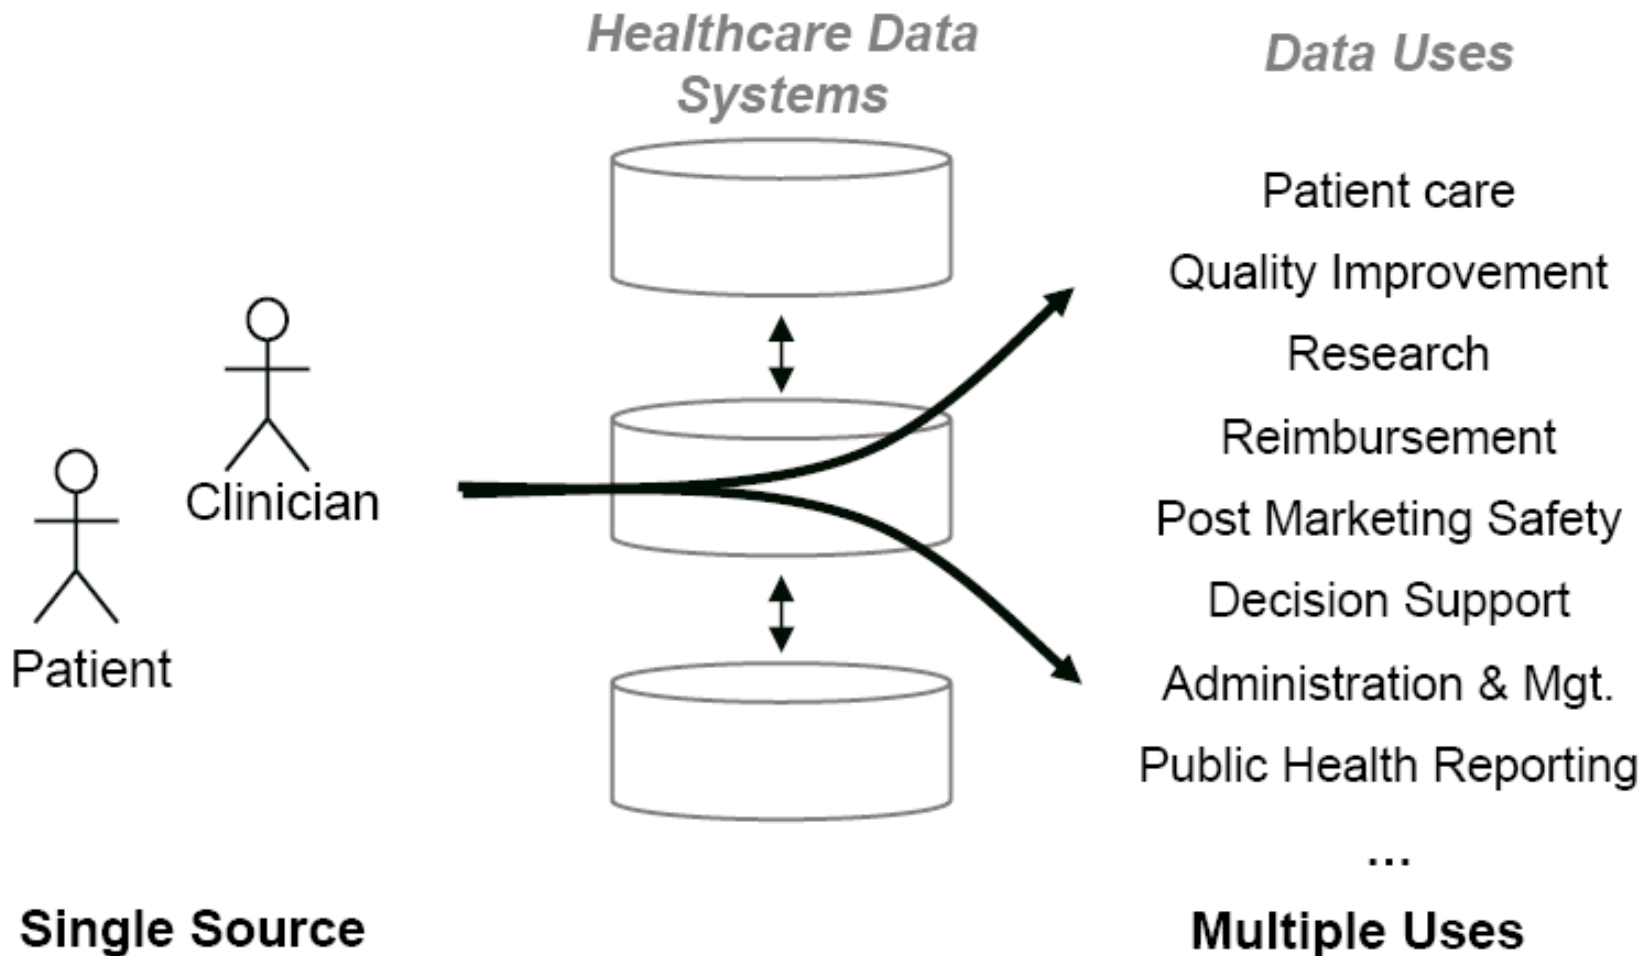 Healthcare Data
Systems
Data Uses
Patient care
Quality Improvement
Research
Reimbursement
Post Marketing Safety
Decision Support
Administration & Mgt.
Public Health Reporting
...
Clinician
Patient
Single Source
Multiple Uses